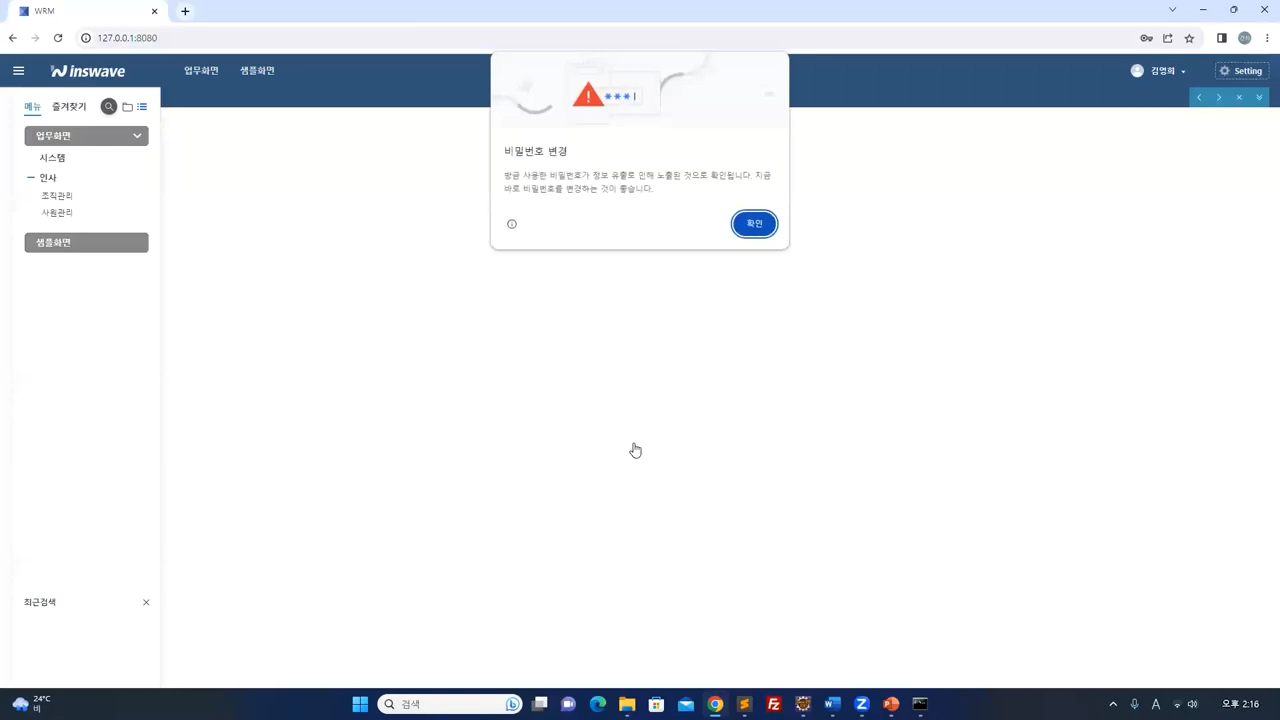 WRM
127.0.0.1:8080
inswave
업무화면
샘플화면
김영희
Setting
메뉴
즐겨찾기
업무화면
시스템
인사
조직관리
사원관리
샘플화면
최근검색
***
비밀번호 변경
방금 사용한 비밀번호가 정보 유출로 인해 노출된 것으로 확인됩니다. 지금
바로 비밀번호를 변경하는 것이 좋습니다.
확인
24°C
비
검색
A
오후 2:16